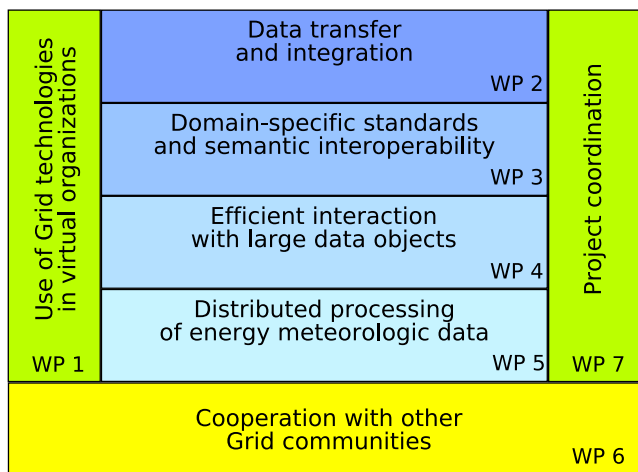 Use of Grid technologies
in virtual organizations
WP 1
Data transfer
and integration
WP 2
Domain-specific standards
and semantic interoperability
WP 3
Efficient interaction
with large data objects
WP 4
Distributed processing
of energy meteorologic data
WP 5
Project coordination
WP 7
Cooperation with other
Grid communities
WP 6